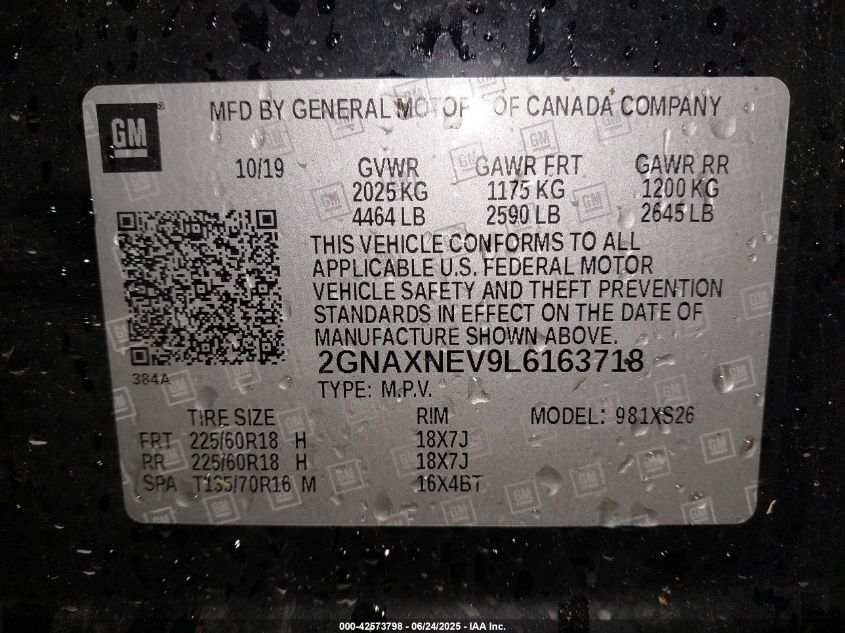 GM ®
MFD BY GENERAL MOTORS OF CANADA COMPANY
10/19 GVWR GAWR FRT GAWR RR
2025 KG 1175 KG 1200 KG
4464 LB 2590 LB 2645 LB
THIS VEHICLE CONFORMS TO ALL
APPLICABLE U.S. FEDERAL MOTOR
VEHICLE SAFETY AND THEFT PREVENTION
STANDARDS IN EFFECT ON THE DATE OF
MANUFACTURE SHOWN ABOVE.
2GNAXNEV9L6163718
384A
TYPE: M.P.V.
TIRE SIZE RIM MODEL: 981XS26
FRT 225/60R18 H 18X7J
RR 225/60R18 H 18X7J
SPA T135/70R16 M 16X4BT
000-42573798 - 06/24/2025 - IAA Inc.